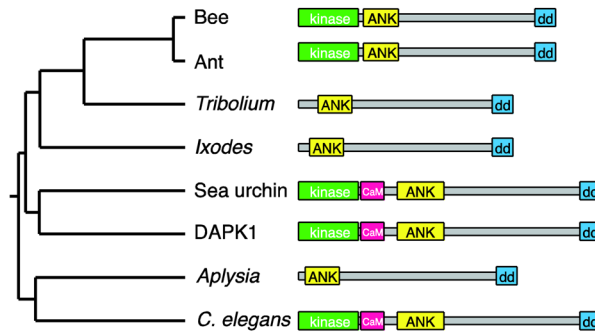 Bee kinase ANK dd
Ant kinase ANK dd
Tribolium ANK dd
Ixodes ANK dd
Sea urchin kinase CaM ANK dd
DAPK1 kinase CaM ANK dd
Aplysia ANK dd
C. elegans kinase CaM ANK dd